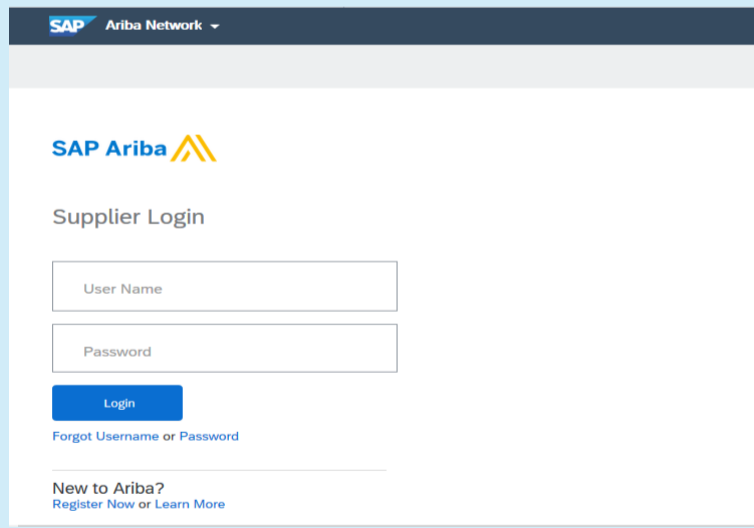 SAP Ariba Network
SAP Ariba
Supplier Login
User Name
Password
Login
Forgot Username or Password
New to Ariba?
Register Now or Learn More